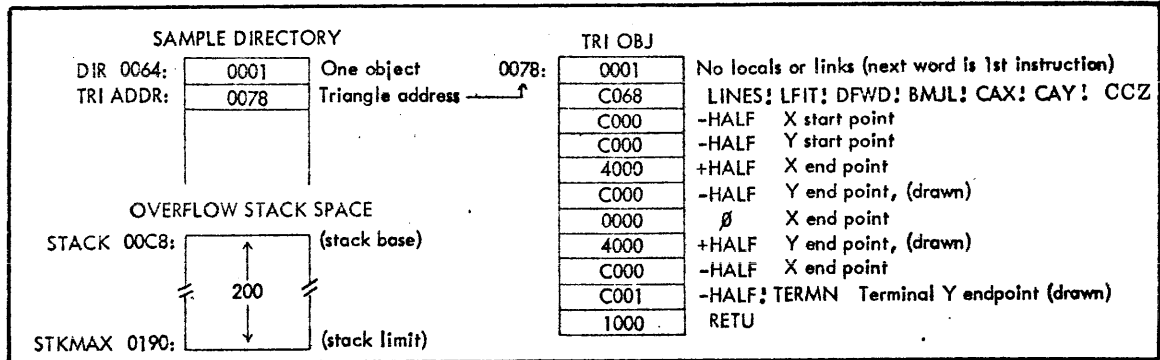 SAMPLE DIRECTORY
DIR 0064: 0001 One object
TRI ADDR: 0078 Triangle address
OVERFLOW STACK SPACE
STACK 00C8: (stack base)
200
STKMAX 0190: (stack limit)
TRI OBJ
0078: 0001 No locals or links (next word is 1st instruction)
C068 LINES! LFIT! DFWD! BMJL! CAX! CAY! CCZ
C000 -HALF X start point
C000 -HALF Y start point
4000 +HALF X end point
C000 -HALF Y end point, (drawn)
0000 Ø X end point
4000 +HALF Y end point, (drawn)
C000 -HALF X end point
C001 -HALF! TERMN Terminal Y endpoint (drawn)
1000 RETU